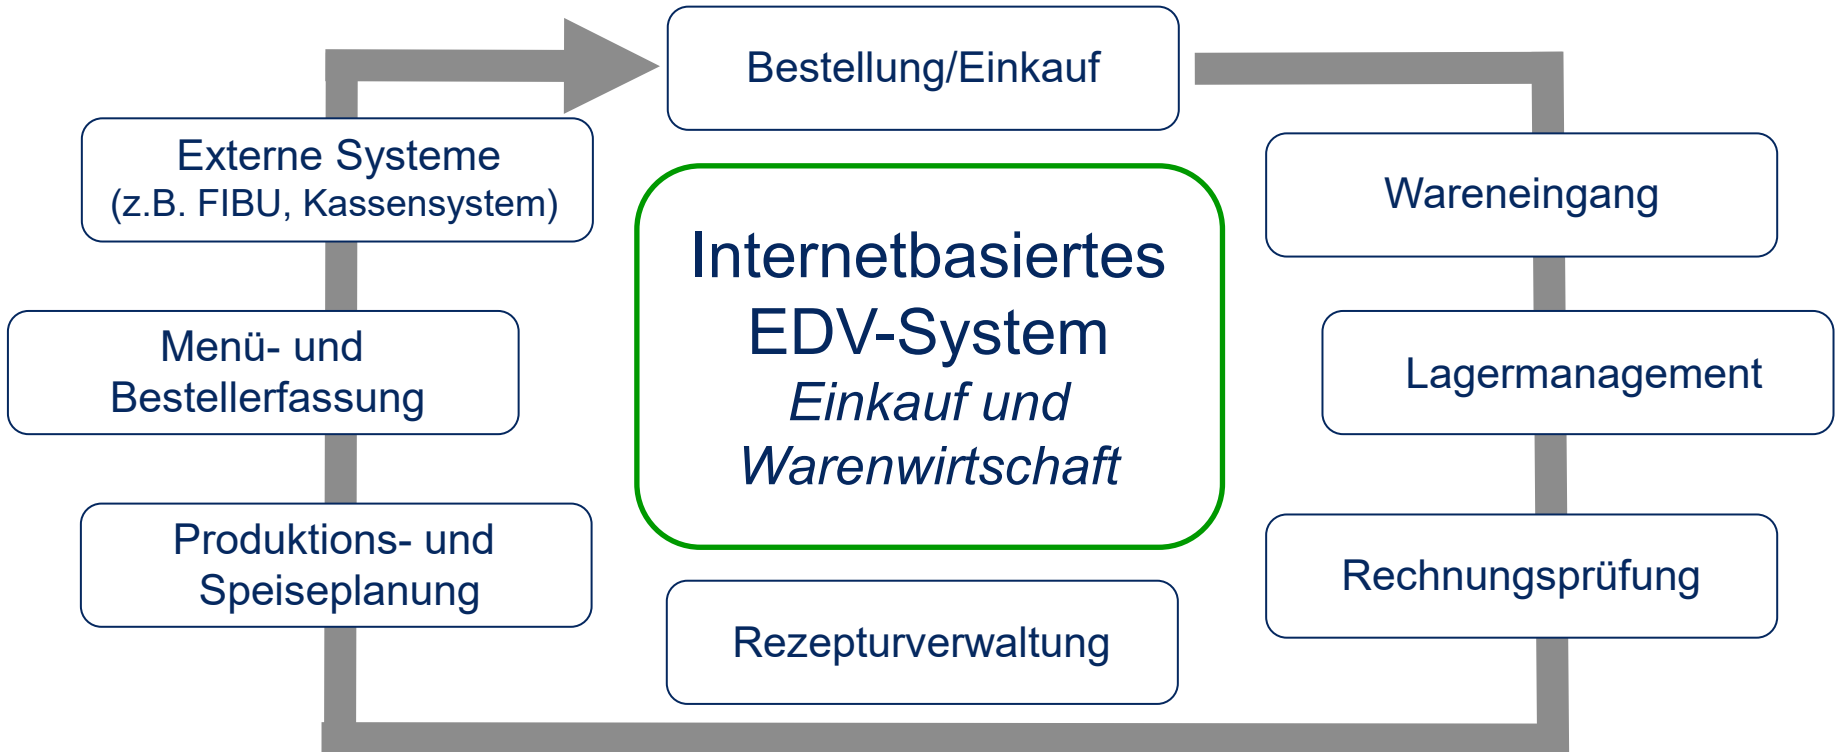 Bestellung/Einkauf
Externe Systeme
(z.B. FIBU, Kassensystem)
Wareneingang
Internetbasiertes
EDV-System
Einkauf und
Warenwirtschaft
Menü- und
Bestellerfassung
Lagermanagement
Produktions- und
Speiseplanung
Rechnungsprüfung
Rezepturverwaltung